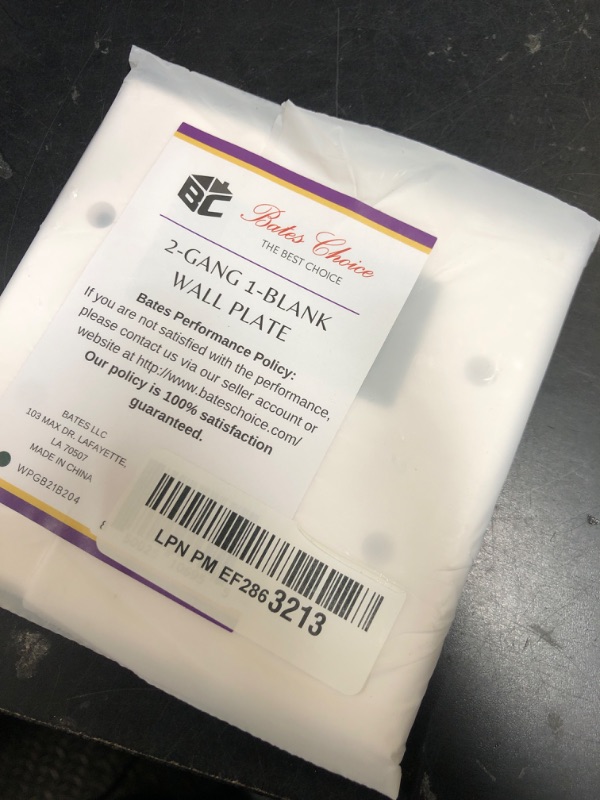 BC
Bates Choice
THE BEST CHOICE
2-GANG 1-BLANK
WALL PLATE
Bates Performance Policy:
If you are not satisfied with the performance,
please contact us via our seller account or
website at http://www.bateschoice.com/
Our policy is 100% satisfaction
guaranteed.
BATES LLC
103 MAX DR. LAFAYETTE,
LA 70507
MADE IN CHINA
WPGB21B204
LPN PM EF2863213